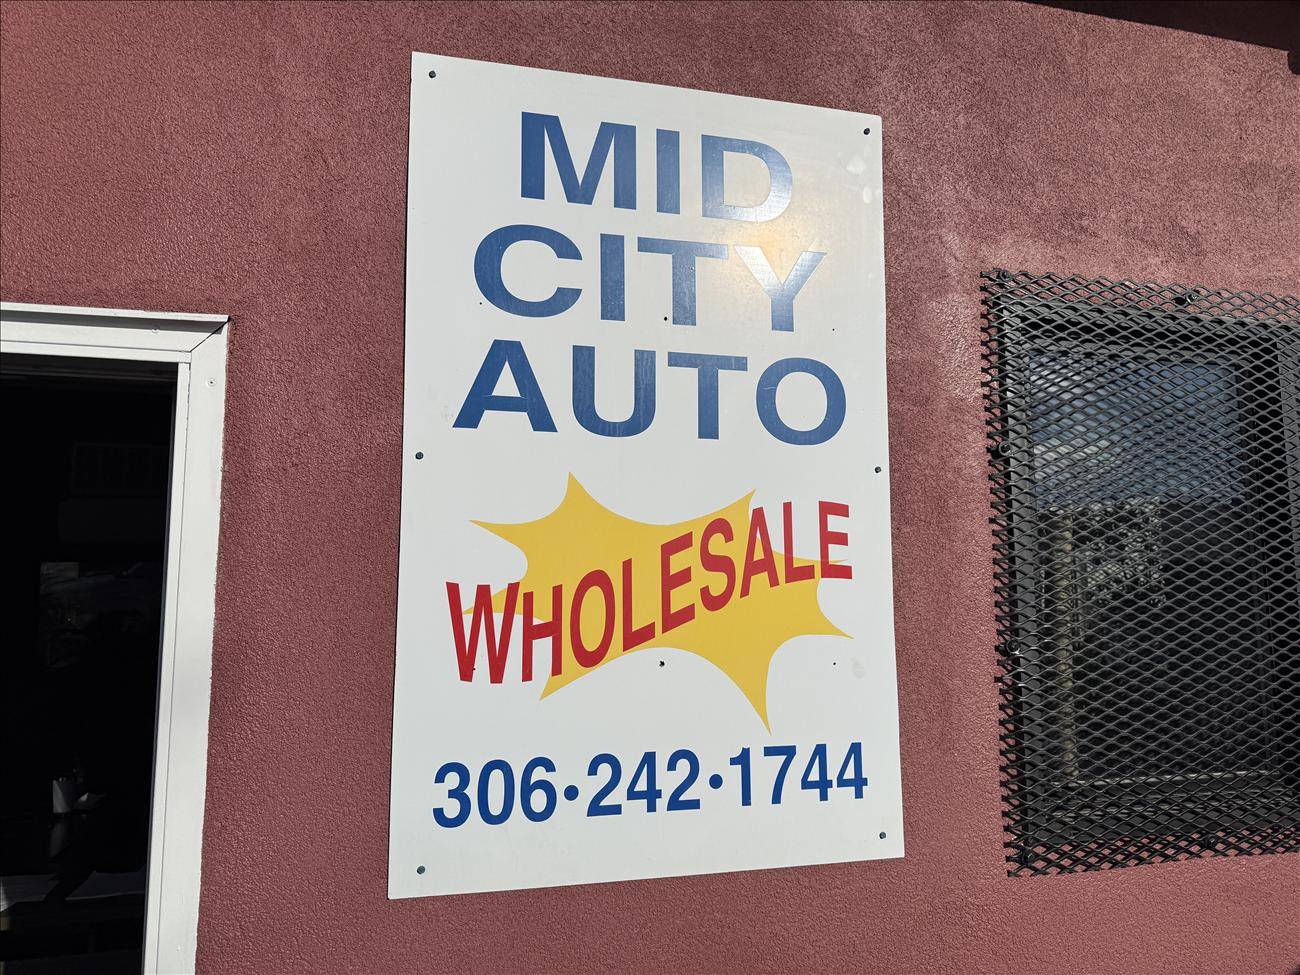 MID
CITY
AUTO
WHOLESALE
306·242·1744